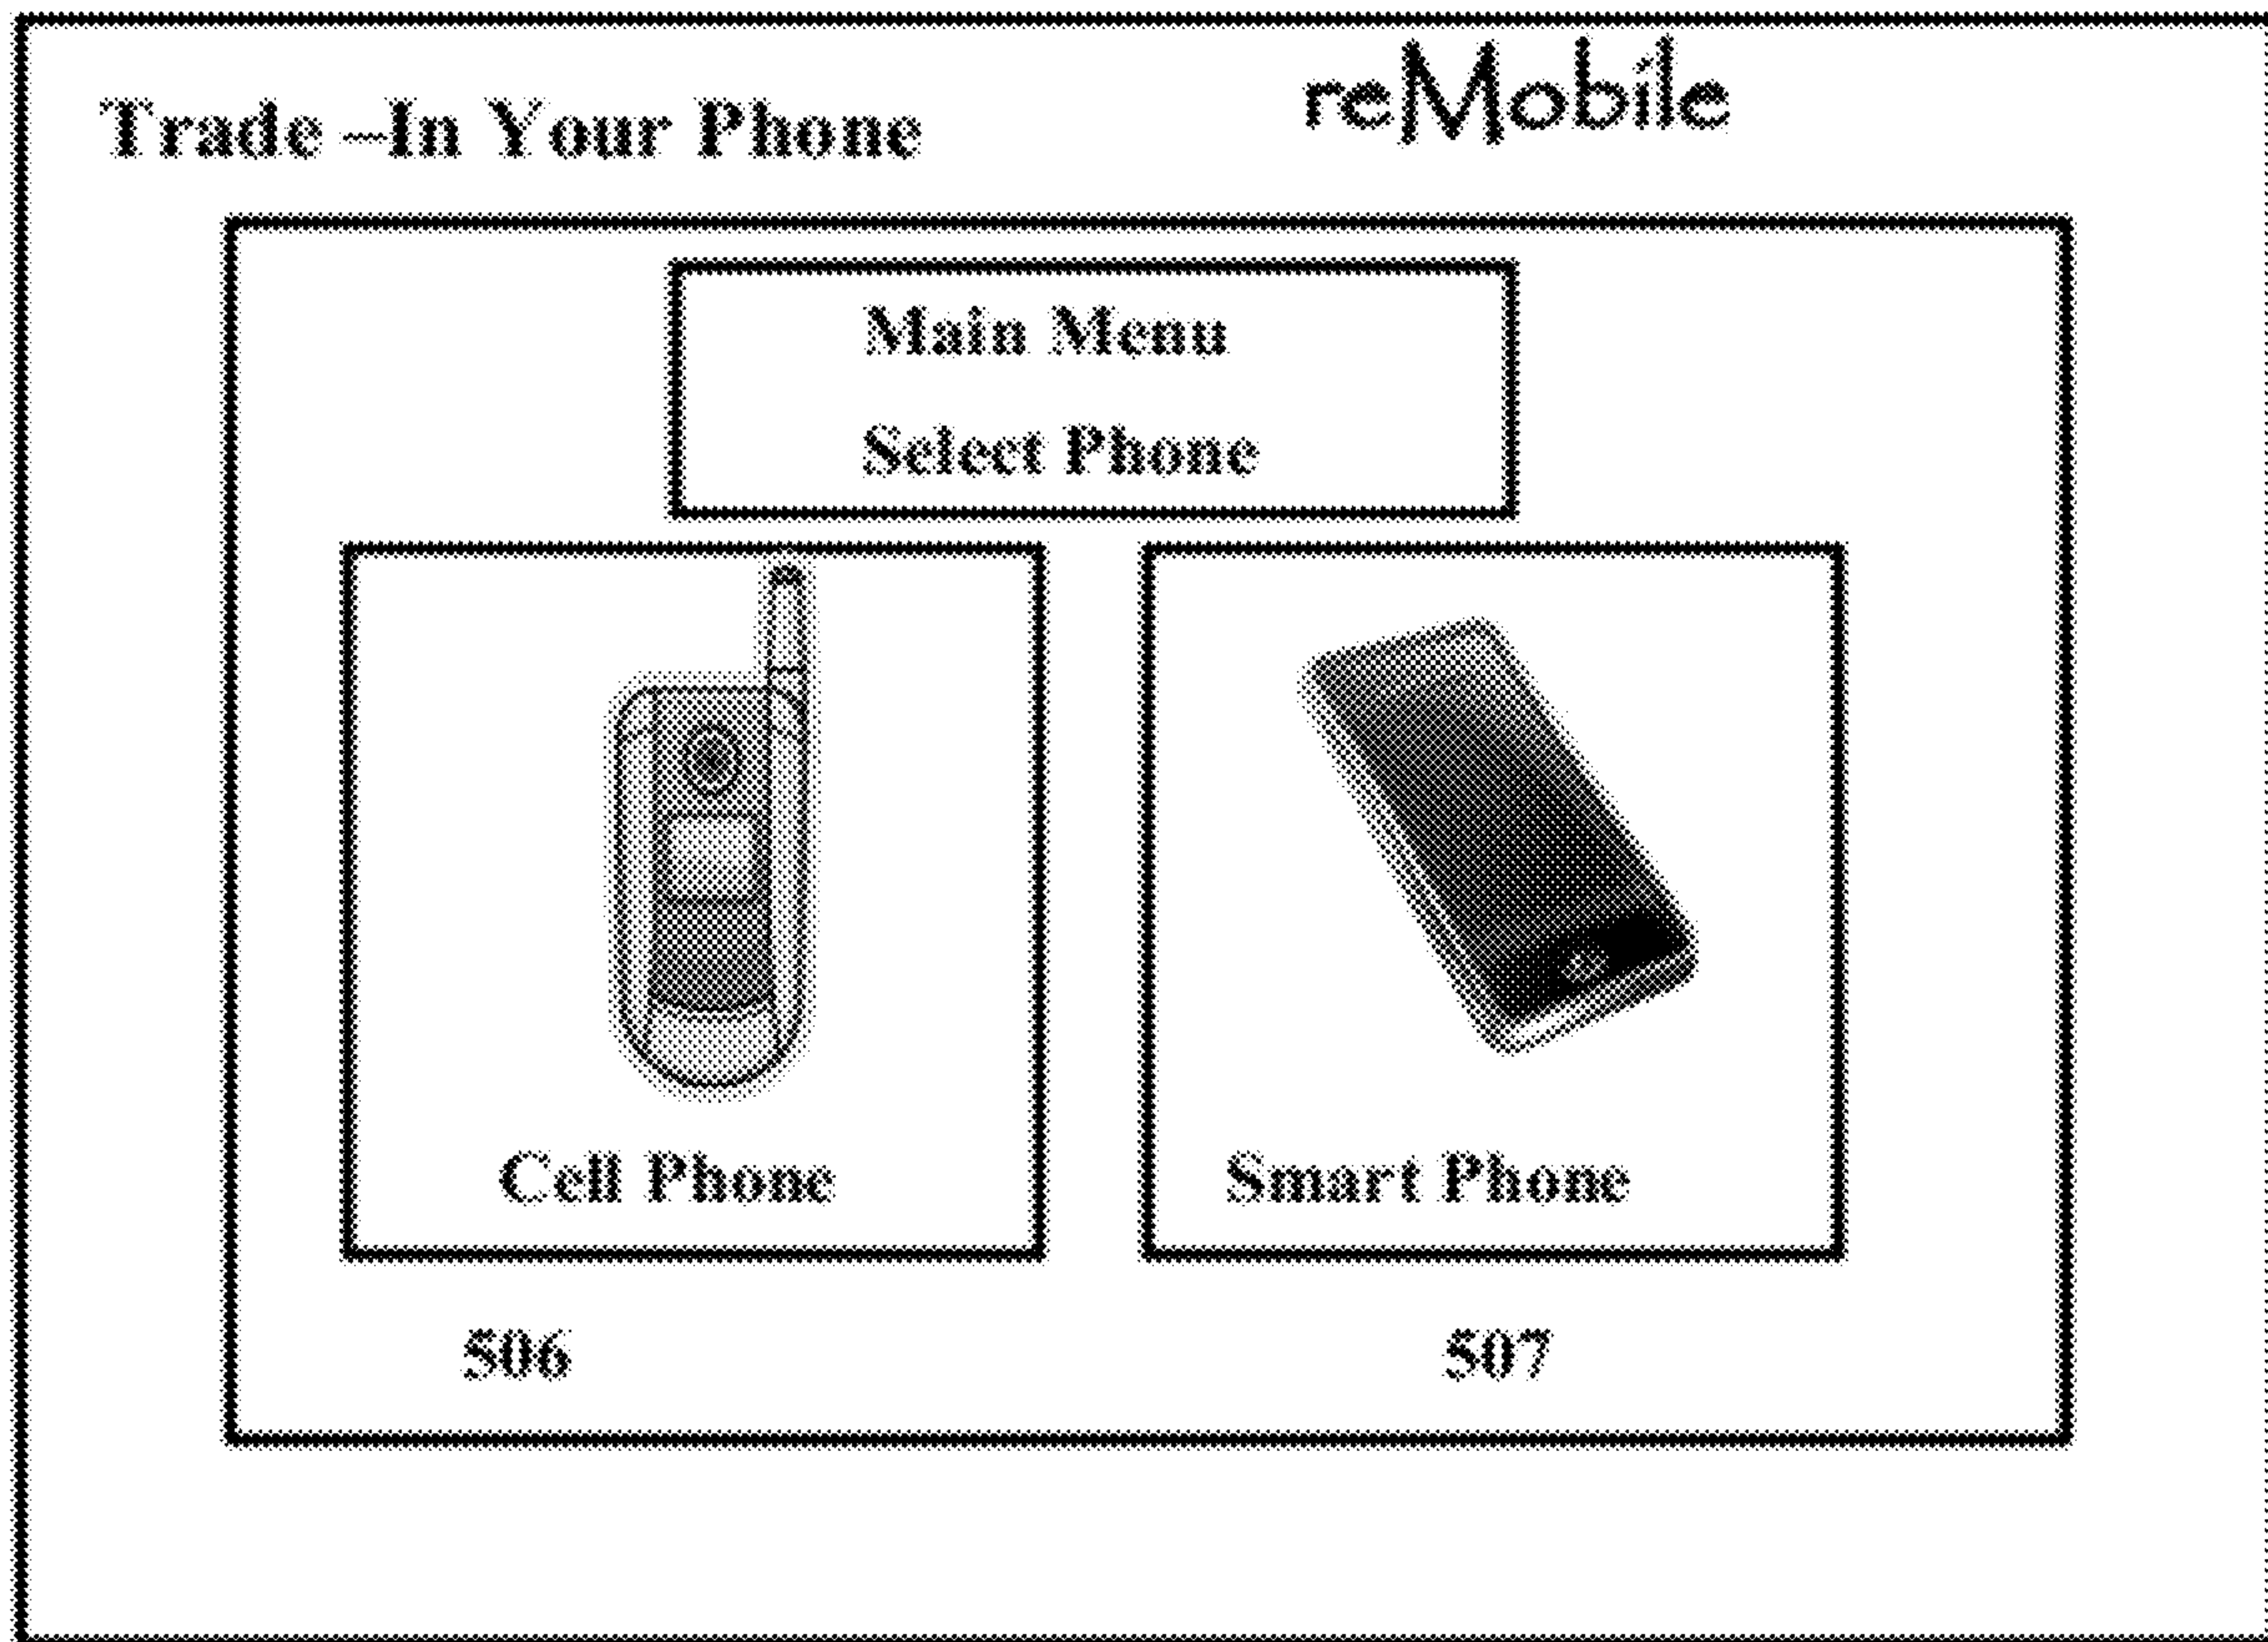 Trade –In Your Phone
reMobile
Main Menu
Select Phone
Cell Phone
Smart Phone
506
507